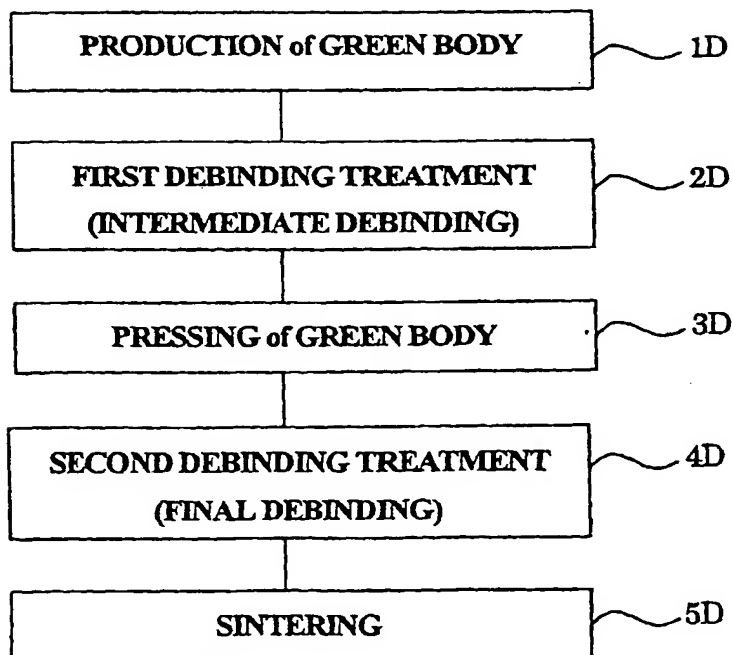 PRODUCTION of GREEN BODY 1D
FIRST DEBINDING TREATMENT
(INTERMEDIATE DEBINDING) 2D
PRESSING of GREEN BODY 3D
SECOND DEBINDING TREATMENT
(FINAL DEBINDING) 4D
SINTERING 5D